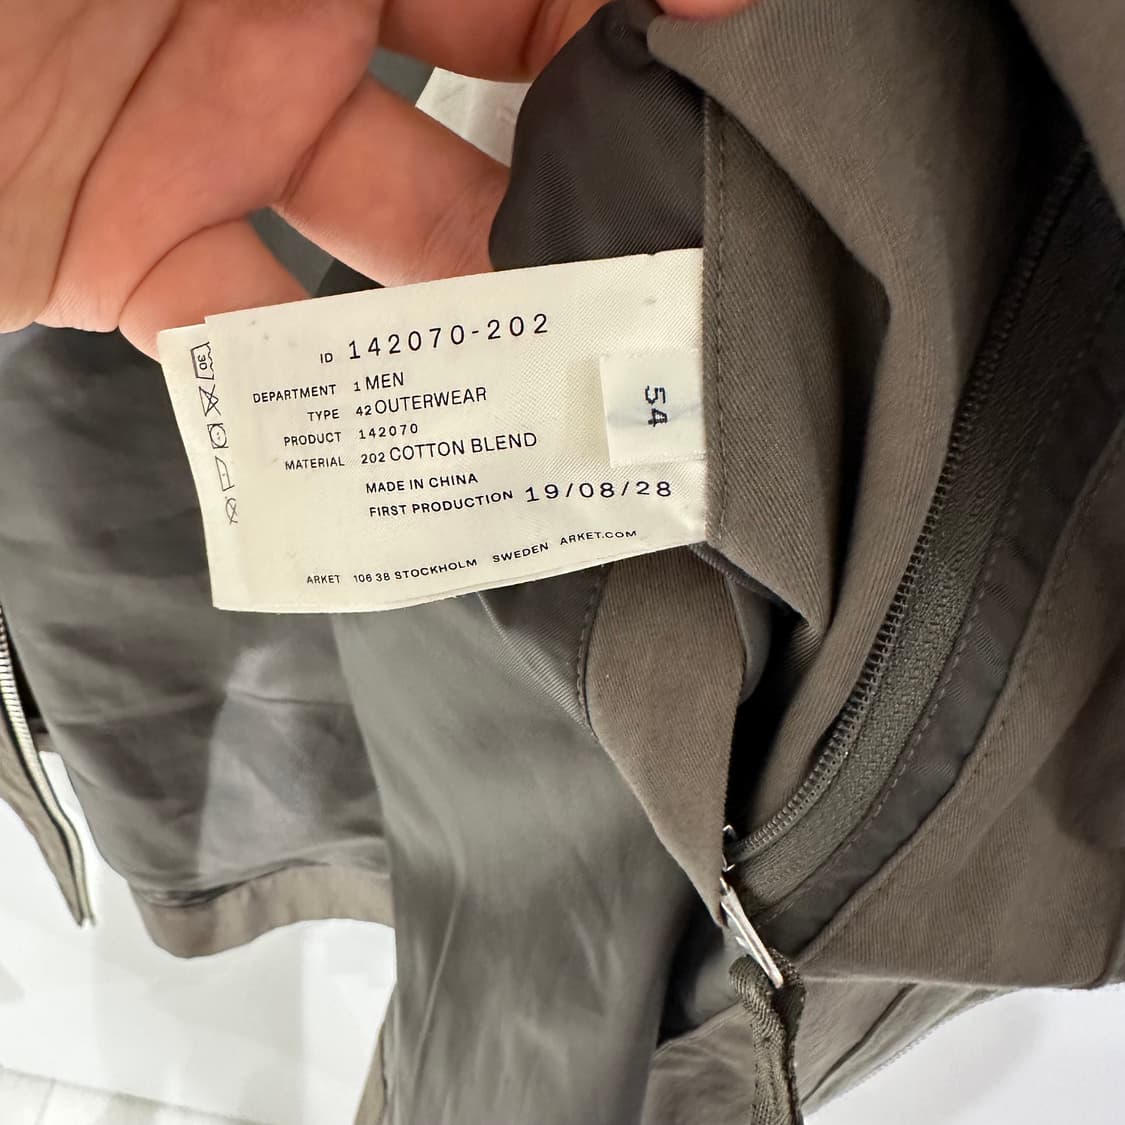 ID 142070-202
DEPARTMENT 1 MEN
TYPE 42 OUTERWEAR
PRODUCT 142070
MATERIAL 202 COTTON BLEND
MADE IN CHINA
FIRST PRODUCTION 19/08/28
ARKET 106 38 STOCKHOLM SWEDEN ARKET.COM
54
30